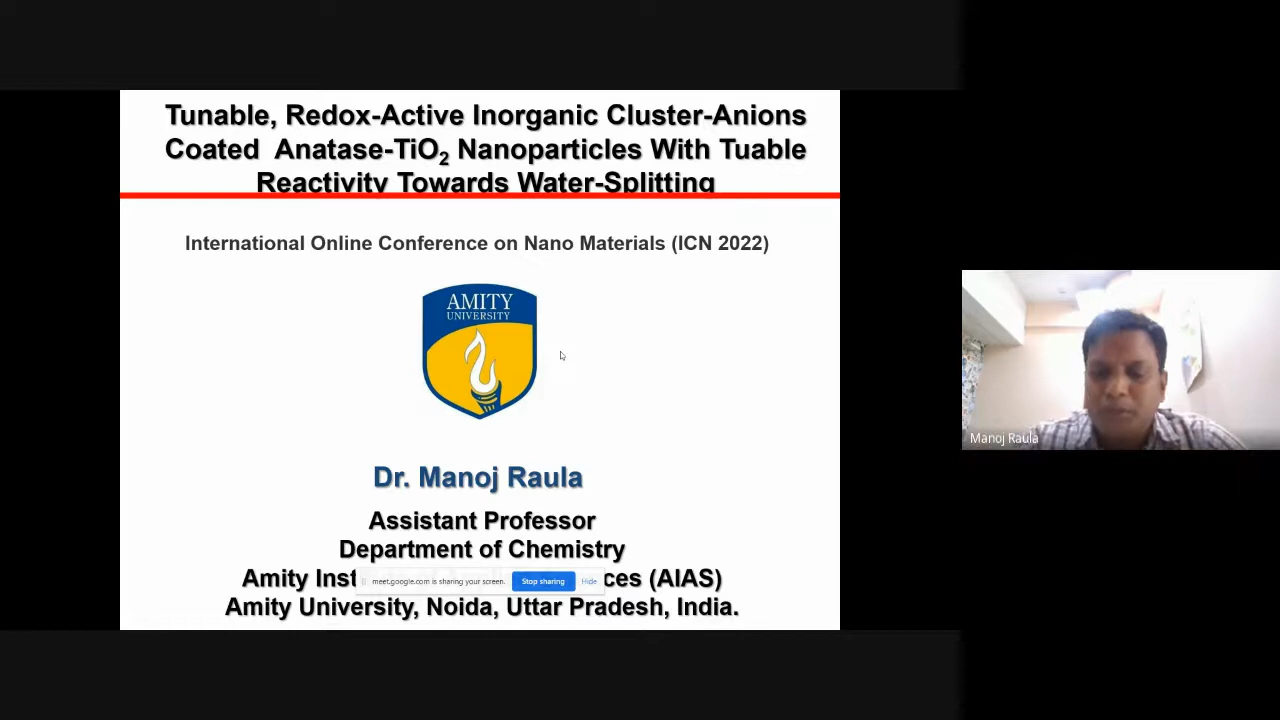 Tunable, Redox-Active Inorganic Cluster-Anions
Coated Anatase-TiO2 Nanoparticles With Tuable
Reactivity Towards Water-Splitting
International Online Conference on Nano Materials (ICN 2022)
AMITY
UNIVERSITY
Manoj Raula
Dr. Manoj Raula
Assistant Professor
Department of Chemistry
Amity Inst ces (AIAS)
meet.google.com is sharing your screen. Stop sharing Hide
Amity University, Noida, Uttar Pradesh, India.